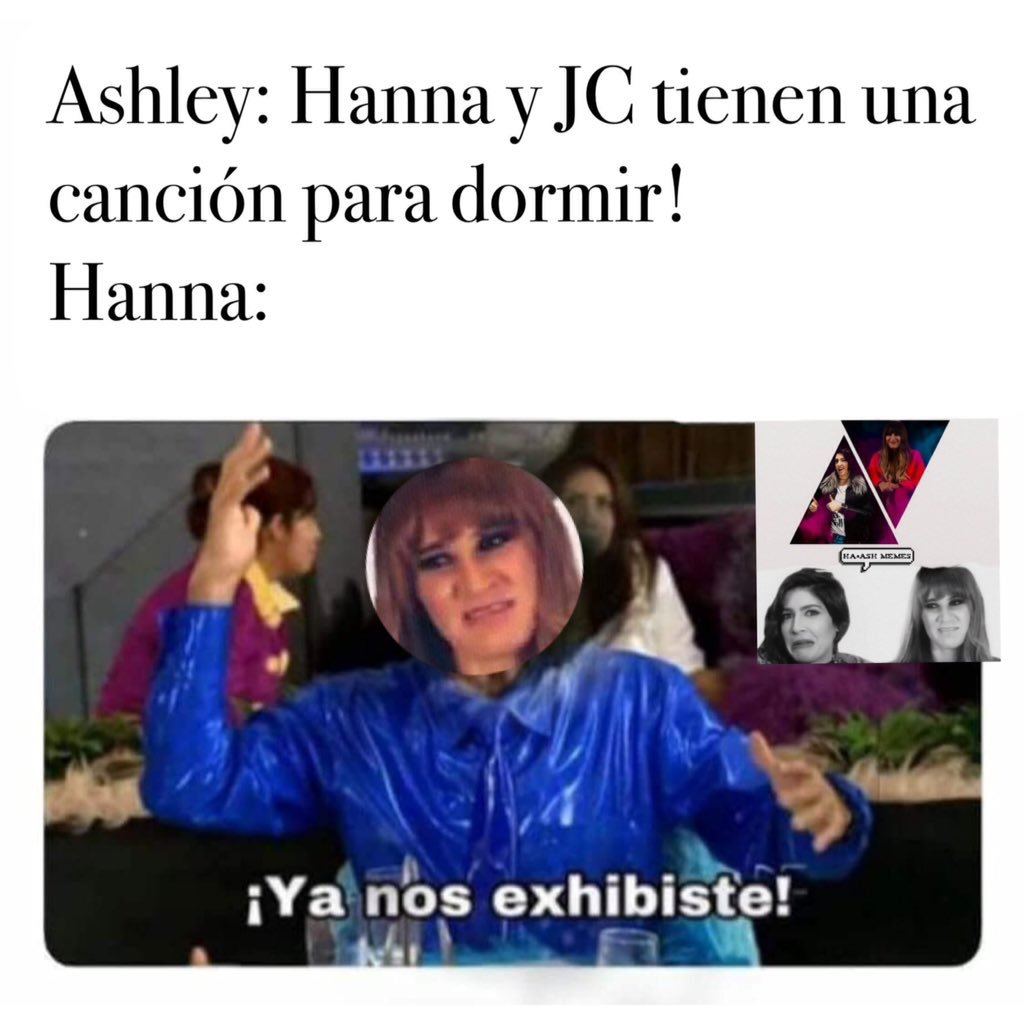 Ashley: Hanna y JC tienen una
canción para dormir!
Hanna:
HA*ASH MEMES
¡Ya nos exhibiste!